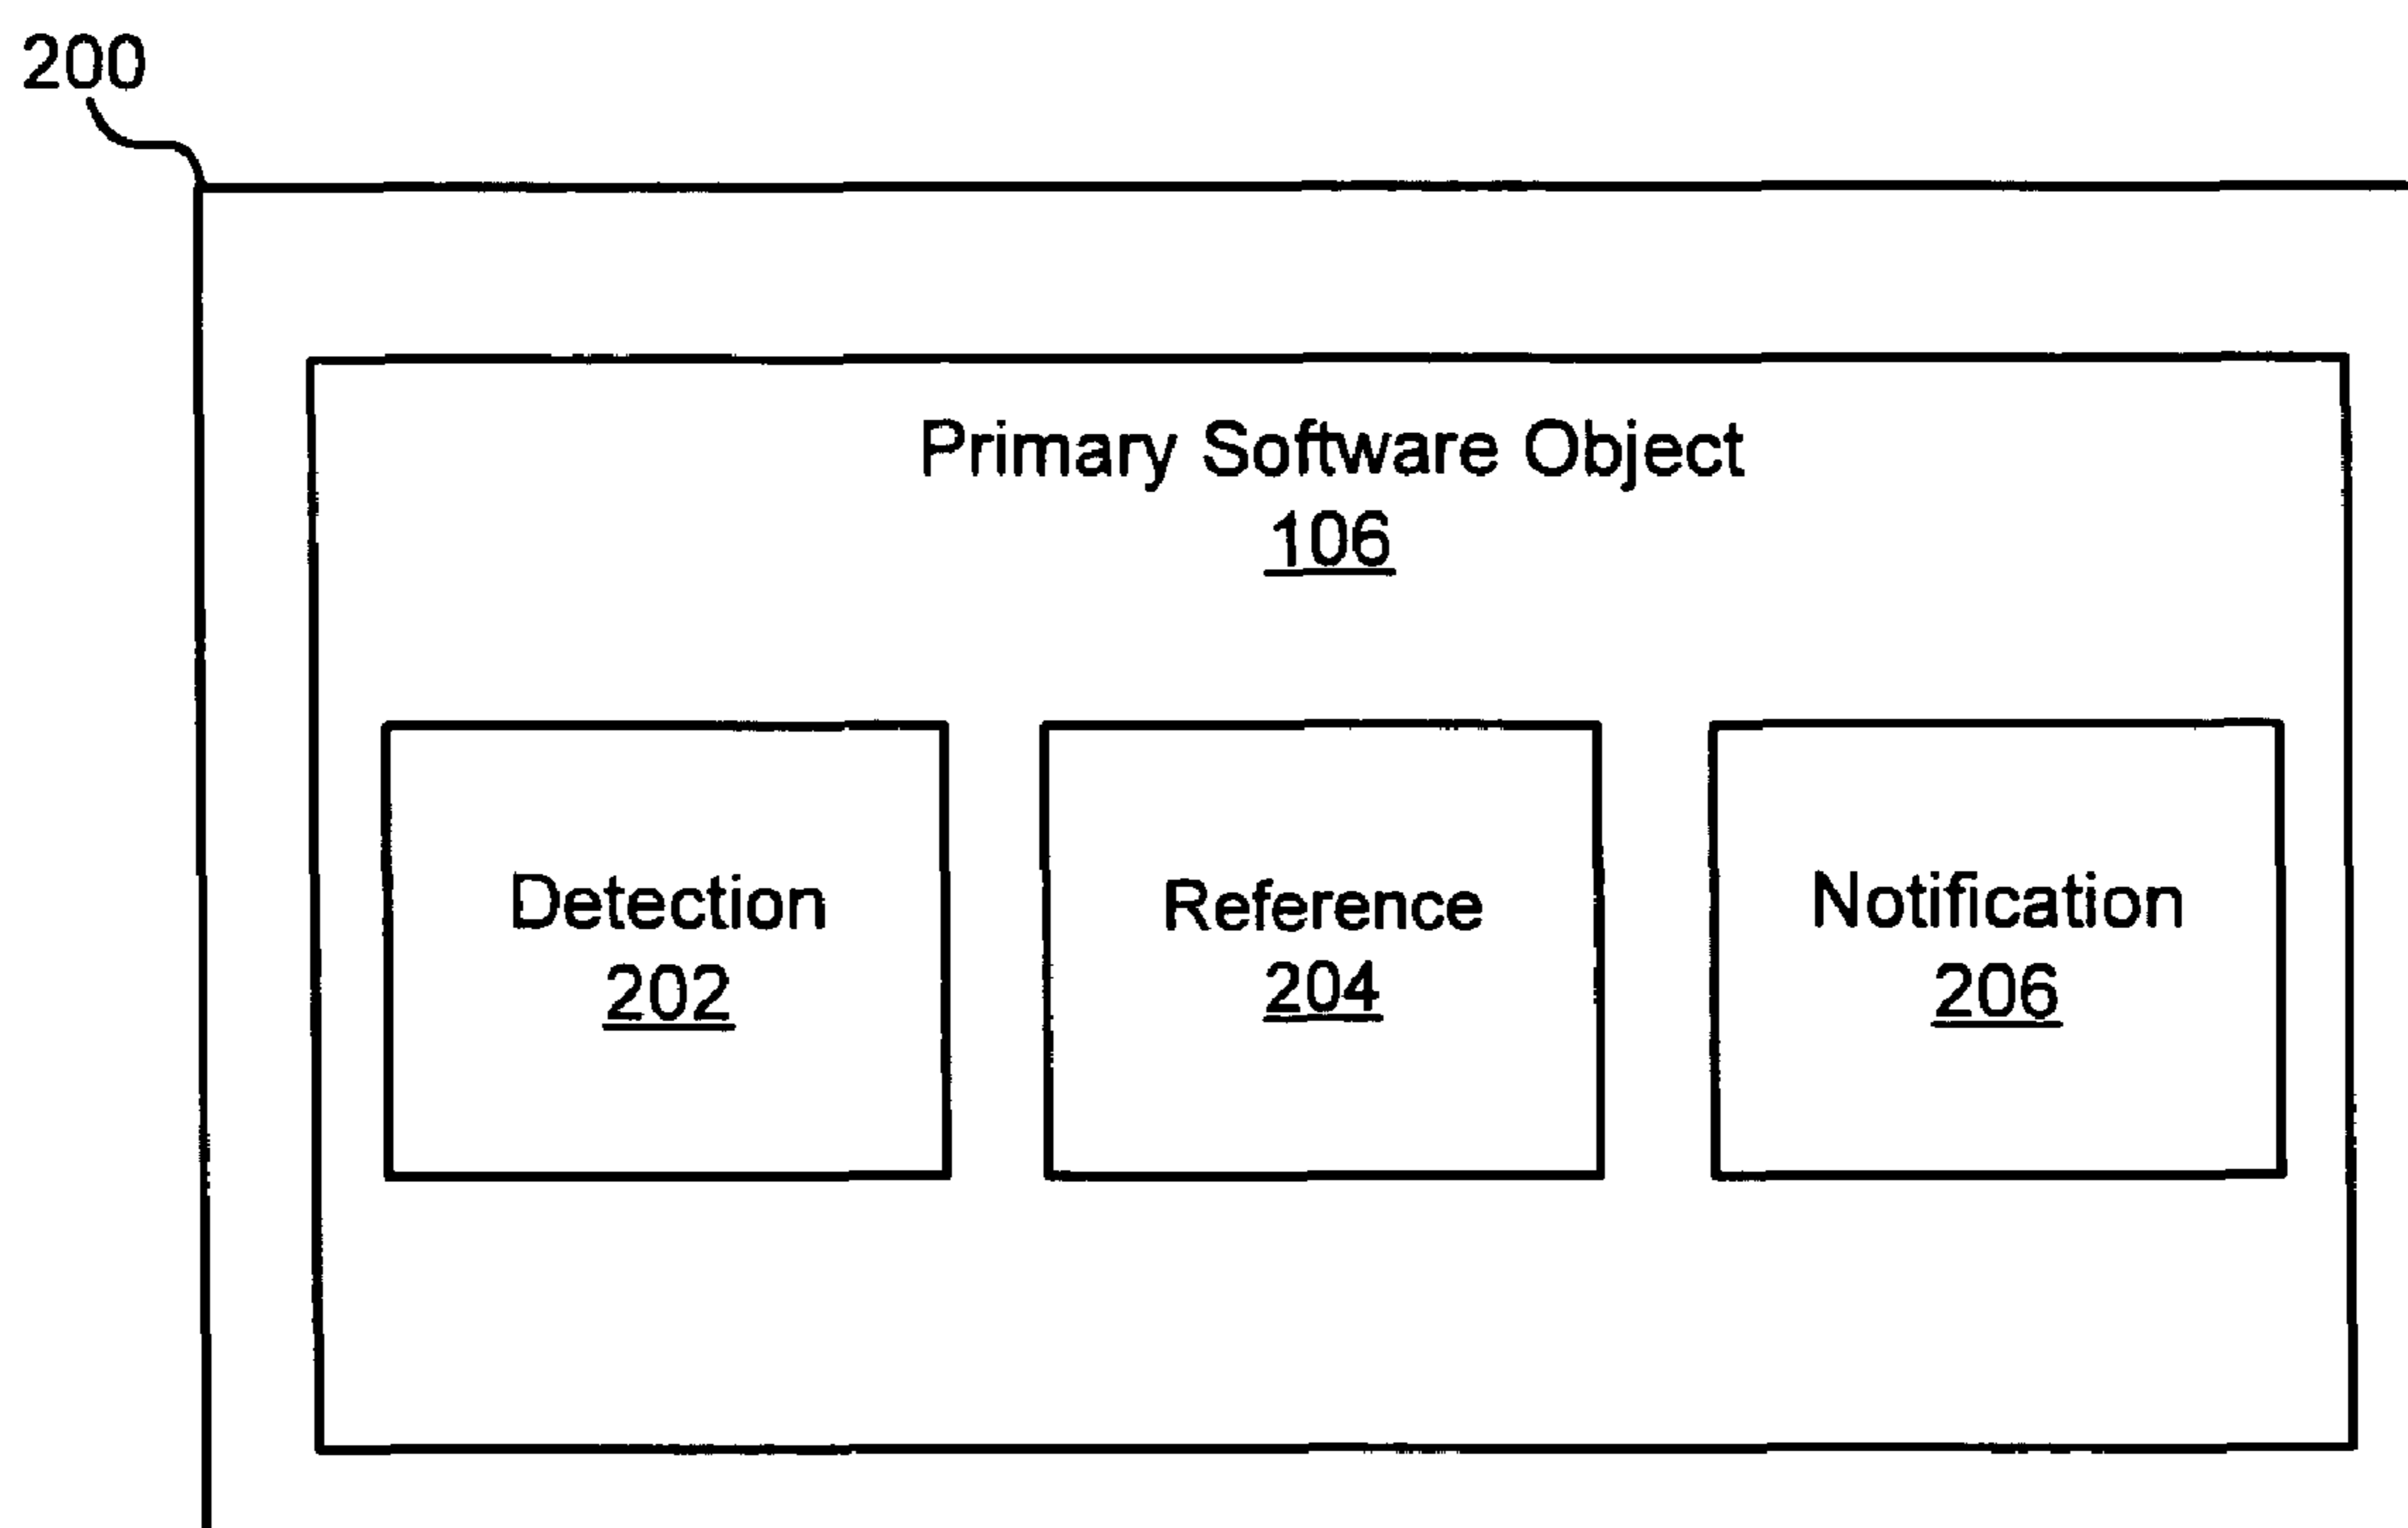 200
Primary Software Object
106
Detection
202
Reference
204
Notification
206